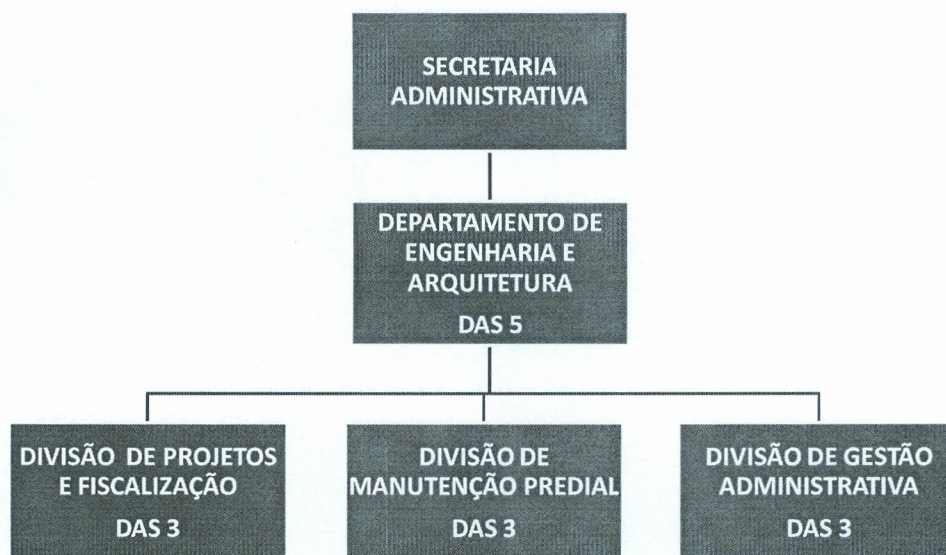 SECRETARIA
ADMINISTRATIVA
DEPARTAMENTO DE
ENGENHARIA E
ARQUITETURA
DAS 5
DIVISÃO DE PROJETOS
E FISCALIZAÇÃO
DAS 3
DIVISÃO DE
MANUTENÇÃO PREDIAL
DAS 3
DIVISÃO DE GESTÃO
ADMINISTRATIVA
DAS 3